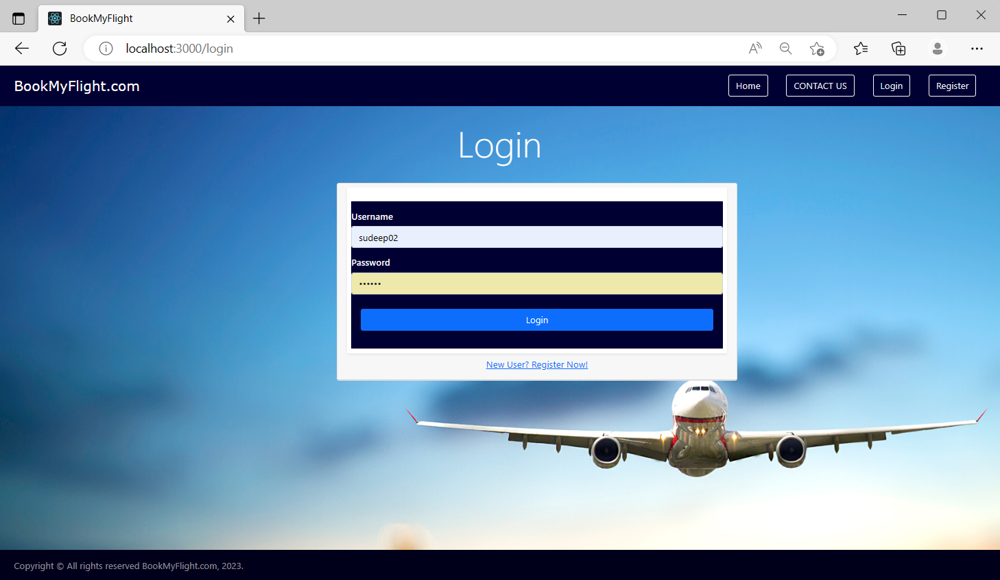 BookMyFlight
localhost:3000/login
BookMyFlight.com
Home
CONTACT US
Login
Register
Login
Username
sudeep02
Password
••••••
Login
New User? Register Now!
Copyright © All rights reserved BookMyFlight.com, 2023.